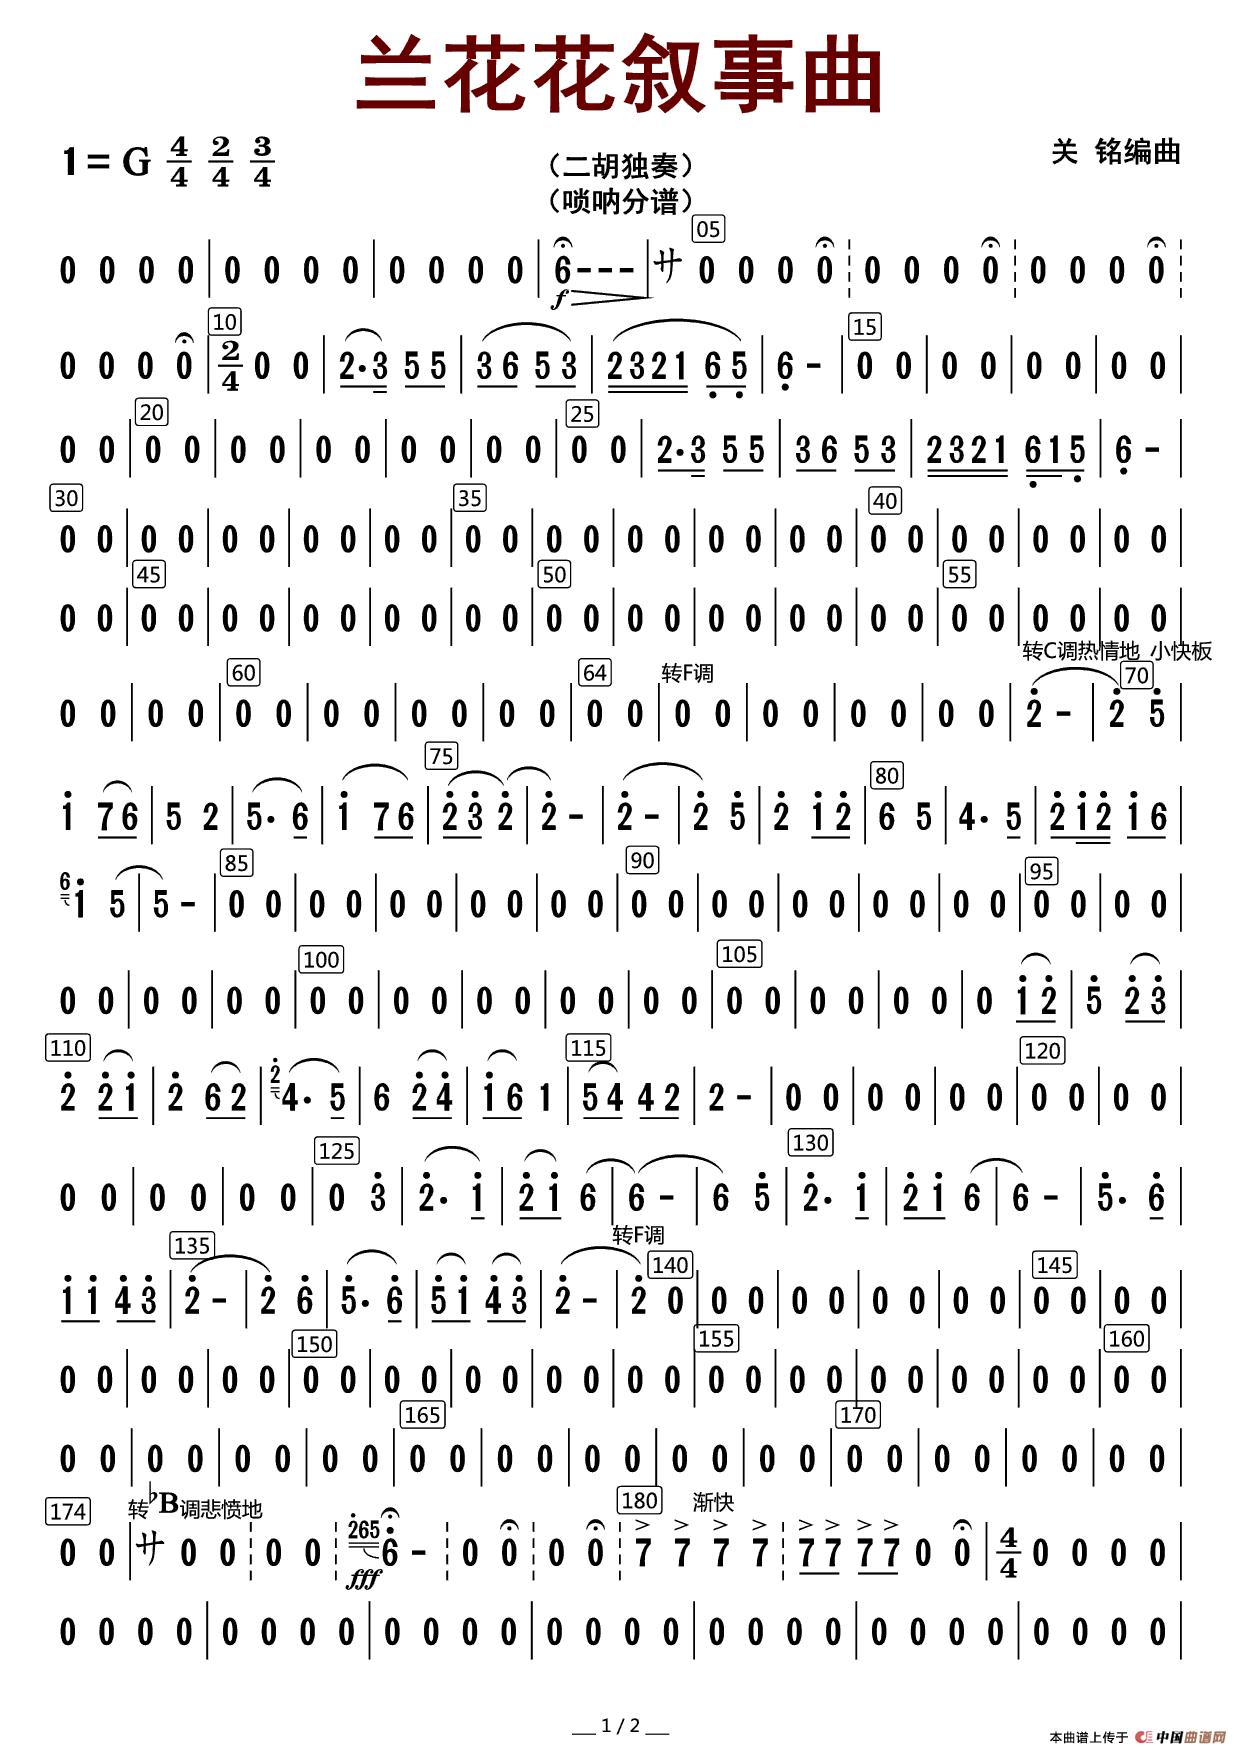 兰花花叙事曲
1=G 4/4 2/4 3/4
（二胡独奏）
关 铭编曲
（唢呐分谱）
05
0 0 0 0 | 0 0 0 0 | 0 0 0 0 | 6 - - - | サ 0 0 0 0 ¦ 0 0 0 0 ¦ 0 0 0 0 ¦
f
10 15
0 0 0 0 | 2/4 0 0 | 2·3 5 5 | 3 6 5 3 | 2 3 2 1 6 5 | 6 - | 0 0 | 0 0 | 0 0 | 0 0 |
20 25
0 0 | 0 0 | 0 0 | 0 0 | 0 0 | 0 0 | 0 0 | 2·3 5 5 | 3 6 5 3 | 2 3 2 1 6 1 5 | 6 - |
30 35 40
0 0 | 0 0 | 0 0 | 0 0 | 0 0 | 0 0 | 0 0 | 0 0 | 0 0 | 0 0 | 0 0 | 0 0 | 0 0 | 0 0 |
45 50 55
0 0 | 0 0 | 0 0 | 0 0 | 0 0 | 0 0 | 0 0 | 0 0 | 0 0 | 0 0 | 0 0 | 0 0 | 0 0 | 0 0 |
转C调热情地 小快板
60 64 转F调 70
0 0 | 0 0 | 0 0 | 0 0 | 0 0 | 0 0 | 0 0 | 0 0 | 0 0 | 0 0 | 0 0 | 2 - | 2 5 |
75 80
1 7 6 | 5 2 | 5· 6 | 1 7 6 | 2 3 2 | 2 - | 2 - | 2 5 | 2 1 2 | 6 5 | 4· 5 | 2 1 2 1 6 |
85 90 95
6 1 5 | 5 - | 0 0 | 0 0 | 0 0 | 0 0 | 0 0 | 0 0 | 0 0 | 0 0 | 0 0 | 0 0 | 0 0 | 0 0 |
100 105
0 0 | 0 0 | 0 0 | 0 0 | 0 0 | 0 0 | 0 0 | 0 0 | 0 0 | 0 0 | 0 0 | 0 1 2 | 5 2 3 |
110 115 120
2 2 1 | 2 6 2 | 2 4· 5 | 6 2 4 | 1 6 1 | 5 4 4 2 | 2 - | 0 0 | 0 0 | 0 0 | 0 0 | 0 0 |
125 130
0 0 | 0 0 | 0 0 | 0 3 | 2· 1 | 2 1 6 | 6 - | 6 5 | 2· 1 | 2 1 6 | 6 - | 5· 6 |
135 转F调 140 145
1 1 4 3 | 2 - | 2 6 | 5· 6 | 5 1 4 3 | 2 - | 2 0 | 0 0 | 0 0 | 0 0 | 0 0 | 0 0 | 0 0 |
150 155 160
0 0 | 0 0 | 0 0 | 0 0 | 0 0 | 0 0 | 0 0 | 0 0 | 0 0 | 0 0 | 0 0 | 0 0 | 0 0 | 0 0 |
165 170
0 0 | 0 0 | 0 0 | 0 0 | 0 0 | 0 0 | 0 0 | 0 0 | 0 0 | 0 0 | 0 0 | 0 0 | 0 0 |
174 转♭B调悲愤地 180 渐快
0 0 | サ 0 0 ¦ 0 0 ¦ 265 6 - ¦ 0 0 ¦ 0 0 ¦ 7 7 7 7 ¦ 7 7 7 7 0 0 | 4/4 0 0 0 0 |
fff
0 0 0 0 | 0 0 0 0 | 0 0 0 0 | 0 0 0 0 | 0 0 0 0 | 0 0 0 0 | 0 0 0 0 |
1 / 2
本曲谱上传于 中国曲谱网